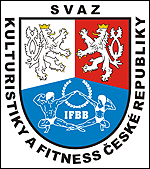 SVAZ
KULTURISTIKY A FITNESS ČESKÉ REPUBLIKY
IFBB